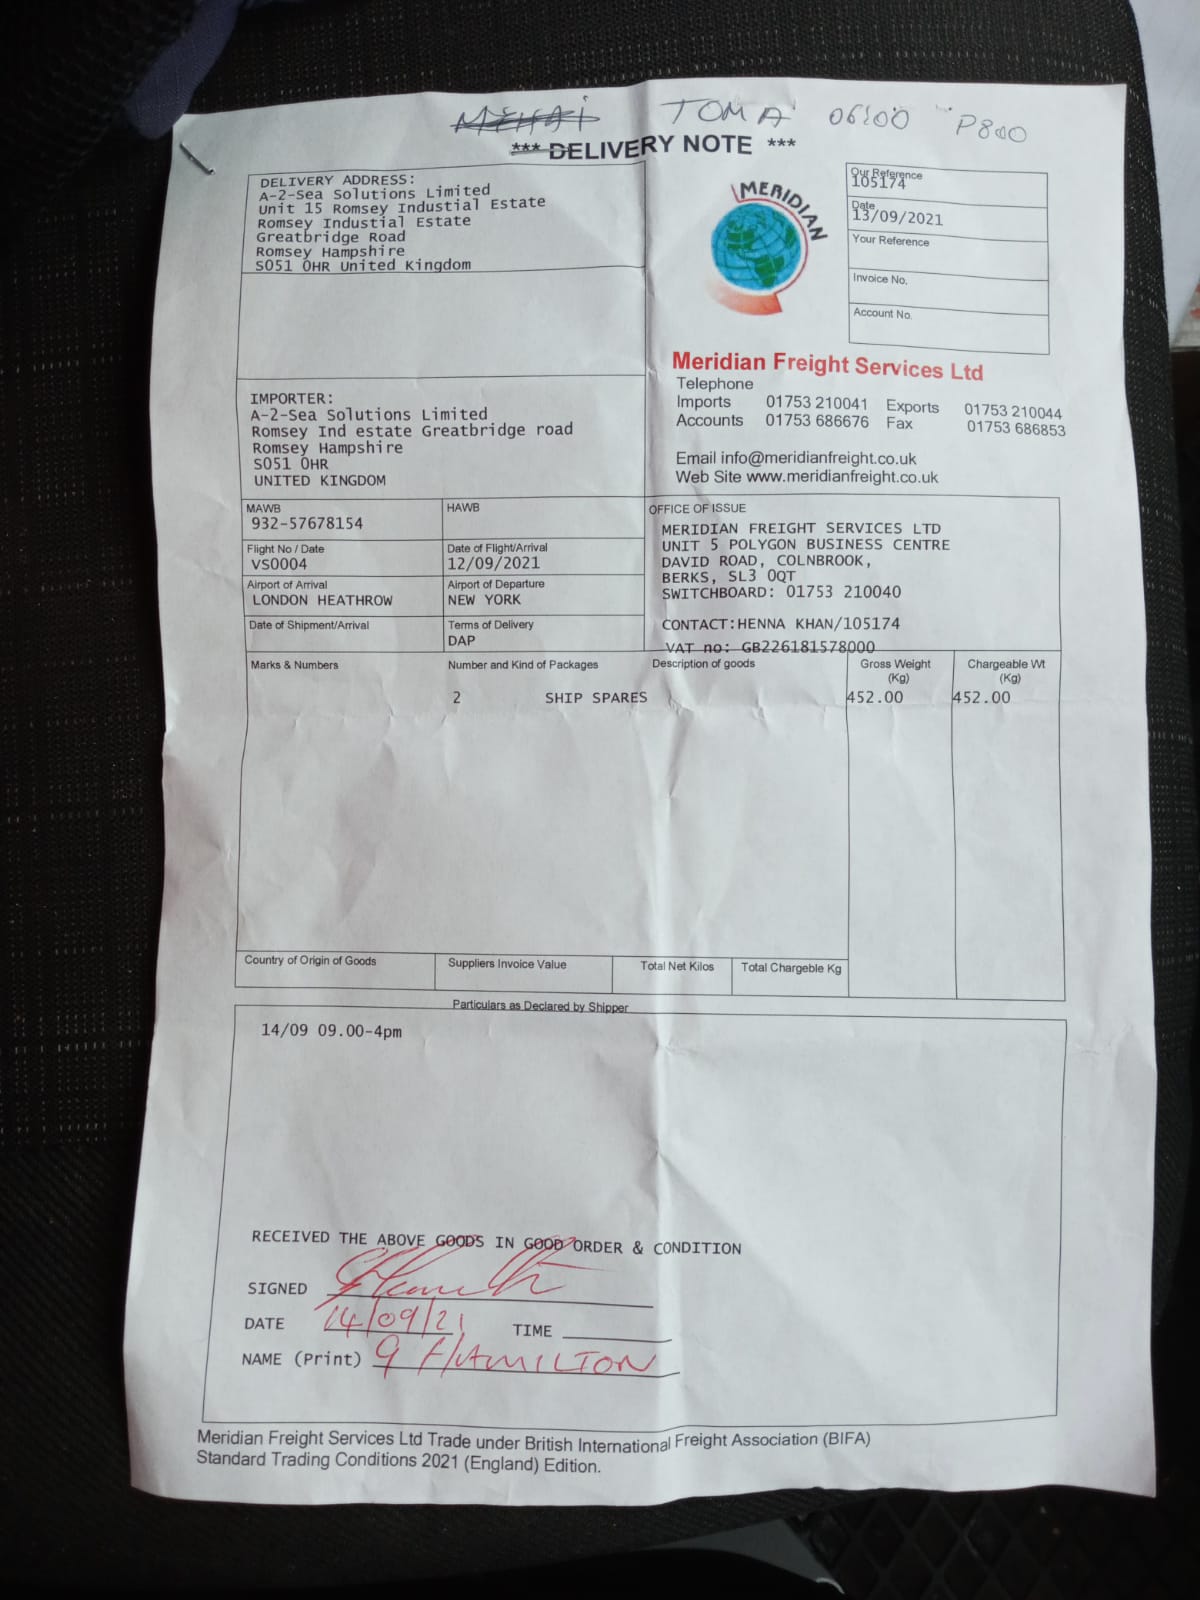 MEHAI TOMA 06:00 P800
*** DELIVERY NOTE ***
DELIVERY ADDRESS:
A-2-Sea Solutions Limited
Unit 15 Romsey Industial Estate
Romsey Industial Estate
Greatbridge Road
Romsey Hampshire
SO51 0HR United Kingdom
MERIDIAN
Our Reference
105174
Date
13/09/2021
Your Reference
Invoice No.
Account No.
Meridian Freight Services Ltd
Telephone
Imports 01753 210041 Exports 01753 210044
Accounts 01753 686676 Fax 01753 686853
Email info@meridianfreight.co.uk
Web Site www.meridianfreight.co.uk
IMPORTER:
A-2-Sea Solutions Limited
Romsey Ind estate Greatbridge road
Romsey Hampshire
SO51 0HR
UNITED KINGDOM
MAWB
932-57678154
HAWB
Flight No / Date
VS0004
Date of Flight/Arrival
12/09/2021
Airport of Arrival
LONDON HEATHROW
Airport of Departure
NEW YORK
Date of Shipment/Arrival
Terms of Delivery
DAP
OFFICE OF ISSUE
MERIDIAN FREIGHT SERVICES LTD
UNIT 5 POLYGON BUSINESS CENTRE
DAVID ROAD, COLNBROOK,
BERKS, SL3 0QT
SWITCHBOARD: 01753 210040
CONTACT:HENNA KHAN/105174
VAT no: GB226181578000
Marks & Numbers Number and Kind of Packages Description of goods Gross Weight (Kg) Chargeable Wt (Kg)
2 SHIP SPARES 452.00 452.00
Country of Origin of Goods Suppliers Invoice Value Total Net Kilos Total Chargeble Kg
Particulars as Declared by Shipper
14/09 09.00-4pm
RECEIVED THE ABOVE GOODS IN GOOD ORDER & CONDITION
SIGNED
DATE 14/09/21 TIME
NAME (Print) G HAMILTON
Meridian Freight Services Ltd Trade under British International Freight Association (BIFA)
Standard Trading Conditions 2021 (England) Edition.